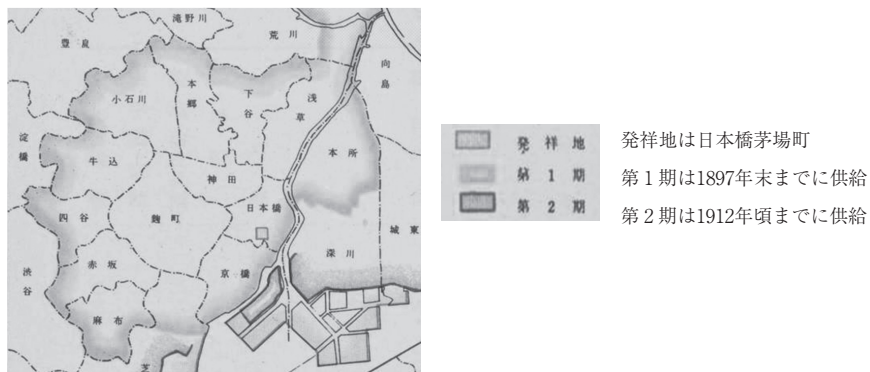 滝野川
荒川
豊島
向島
本郷
下谷
浅草
小石川
淀橋
本所
牛込
神田
日本橋
四谷
麹町
城東
深川
赤坂
京橋
渋谷
麻布
芝
発祥地
第1期
第2期
発祥地は日本橋茅場町
第1期は1897年末までに供給
第2期は1912年頃までに供給